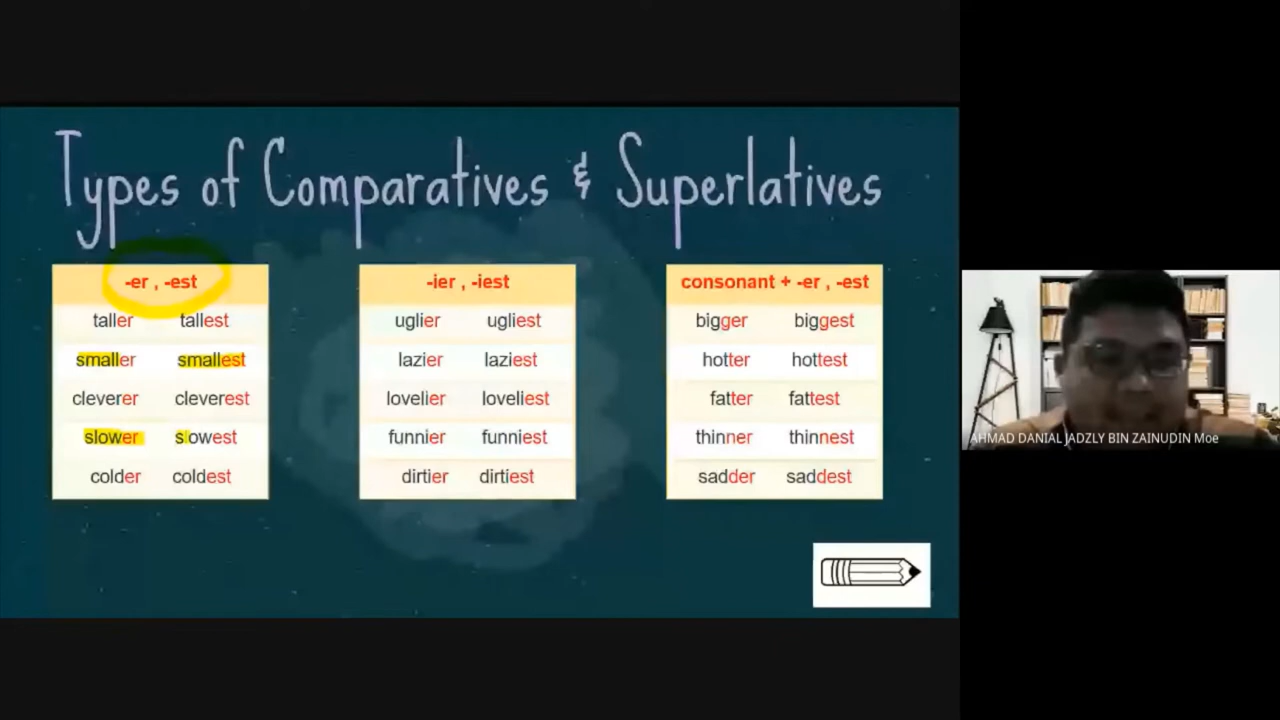 Types of Comparatives & Superlatives
-er , -est
taller tallest
smaller smallest
cleverer cleverest
slower slowest
colder coldest
-ier , -iest
uglier ugliest
lazier laziest
lovelier loveliest
funnier funniest
dirtier dirtiest
consonant + -er , -est
bigger biggest
hotter hottest
fatter fattest
thinner thinnest
sadder saddest
AHMAD DANIAL JADZLY BIN ZAINUDIN Moe